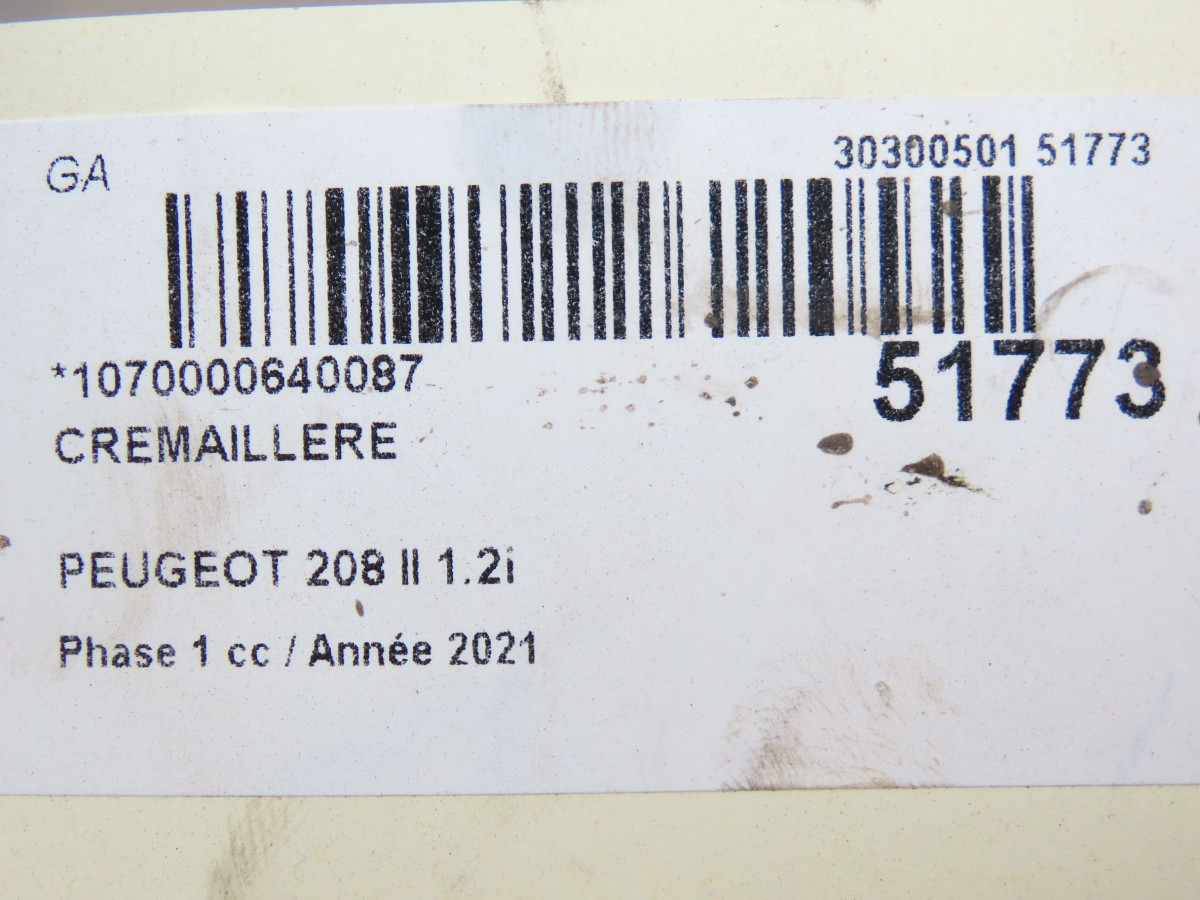 GA
30300501 51773
*1070000640087
51773
CREMAILLERE
PEUGEOT 208 II 1.2i
Phase 1 cc / Année 2021